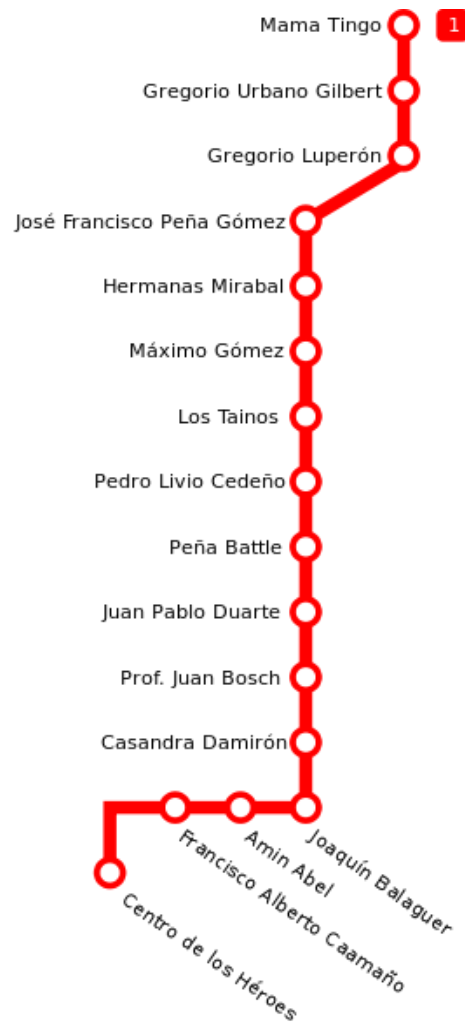 Mama Tingo
1
Gregorio Urbano Gilbert
Gregorio Luperón
José Francisco Peña Gómez
Hermanas Mirabal
Máximo Gómez
Los Tainos
Pedro Livio Cedeño
Peña Battle
Juan Pablo Duarte
Prof. Juan Bosch
Casandra Damirón
Joaquín Balaguer
Amin Abel
Francisco Alberto Caamaño
Centro de los Héroes